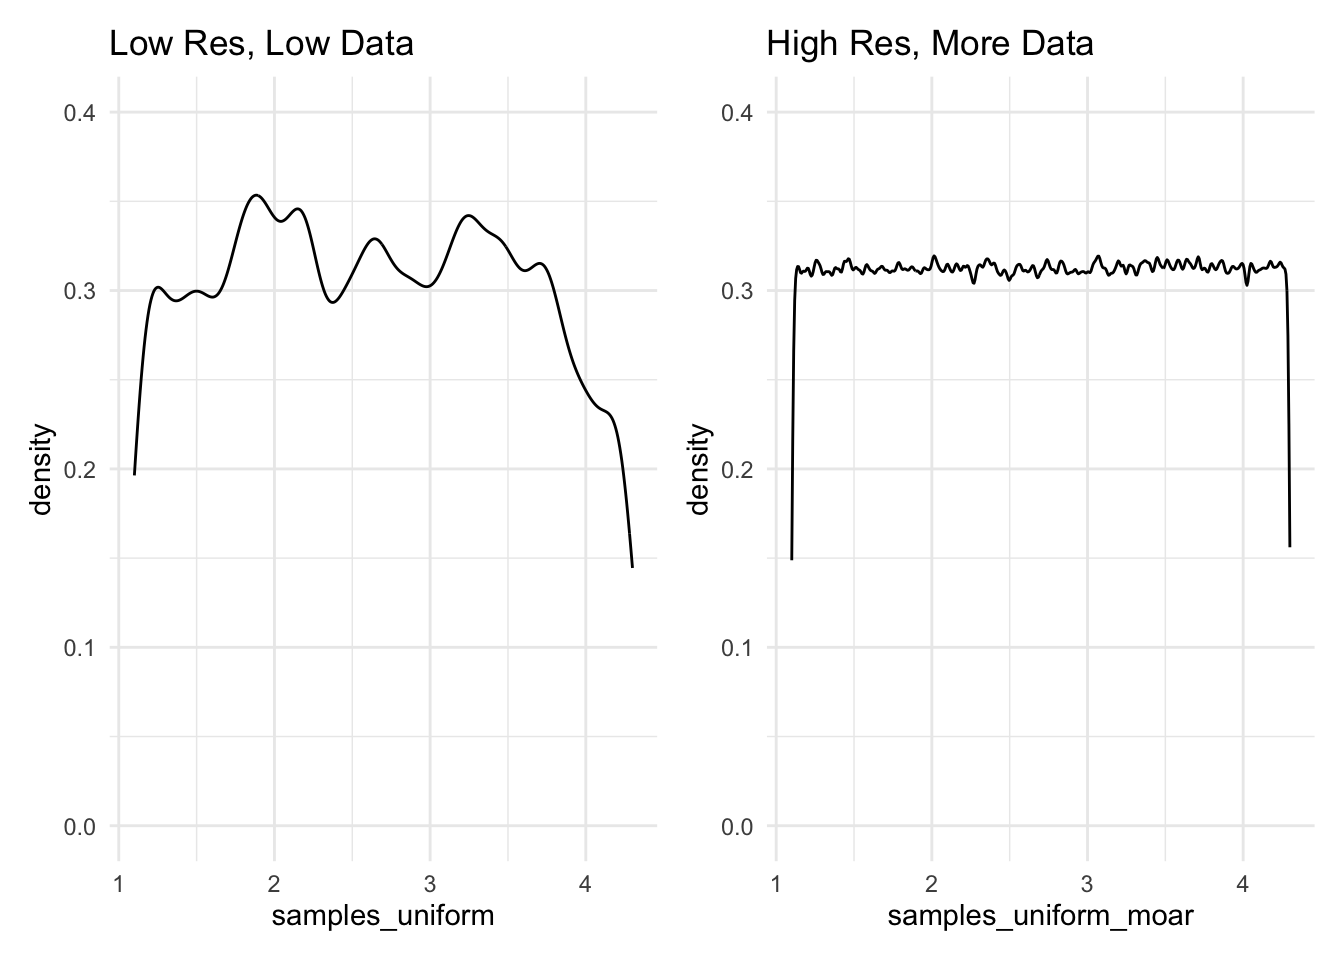 Low Res, Low Data
0.4
0.3
0.2
0.1
0.0
density
1 2 3 4
samples_uniform
High Res, More Data
0.4
0.3
0.2
0.1
0.0
density
1 2 3 4
samples_uniform_moar